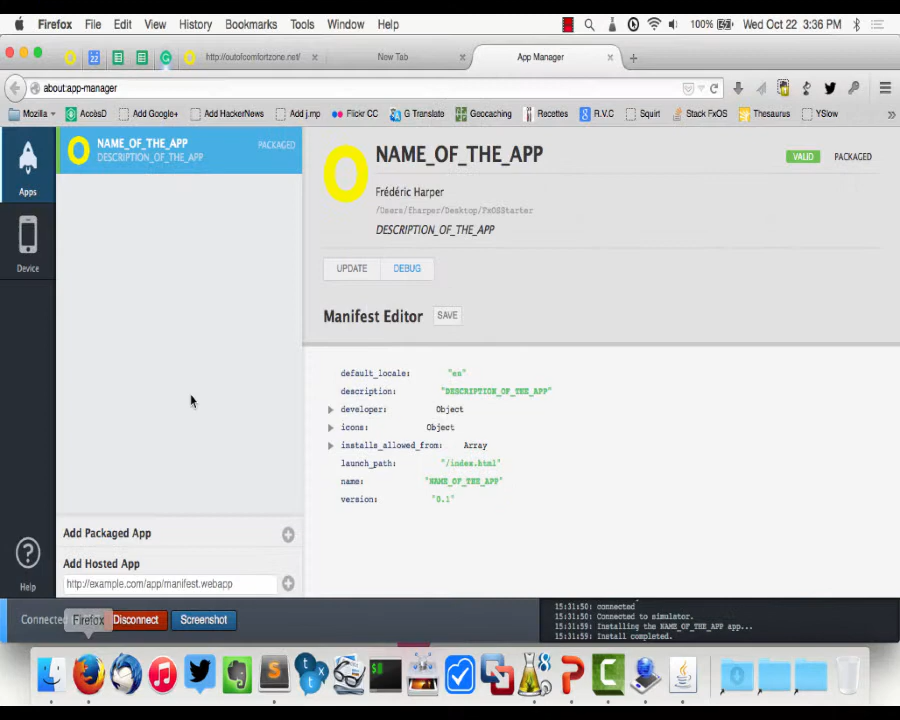 Firefox File Edit View History Bookmarks Tools Window Help 100% Wed Oct 22 3:36 PM
http://outofcomfortzone.net/ New Tab App Manager
about:app-manager
Mozilla AccèsD Add Google+ Add HackerNews Add j.mp Flickr CC G Translate Geocaching Recettes R.V.C Squirt Stack FxOS Thesaurus YSlow
Apps
Device
Help
NAME_OF_THE_APP PACKAGED
DESCRIPTION_OF_THE_APP
Add Packaged App
Add Hosted App
http://example.com/app/manifest.webapp
NAME_OF_THE_APP VALID PACKAGED
Frédéric Harper
/Users/fharper/Desktop/FxOSStarter
DESCRIPTION_OF_THE_APP
UPDATE DEBUG
Manifest Editor SAVE
default_locale: "en"
description: "DESCRIPTION_OF_THE_APP"
developer: Object
icons: Object
installs_allowed_from: Array
launch_path: "/index.html"
name: "NAME_OF_THE_APP"
version: "0.1"
Connected Firefox Disconnect Screenshot
15:31:50: connected
15:31:50: Connected to simulator.
15:31:59: Installing the NAME_OF_THE_APP app...
15:31:59: Install completed.